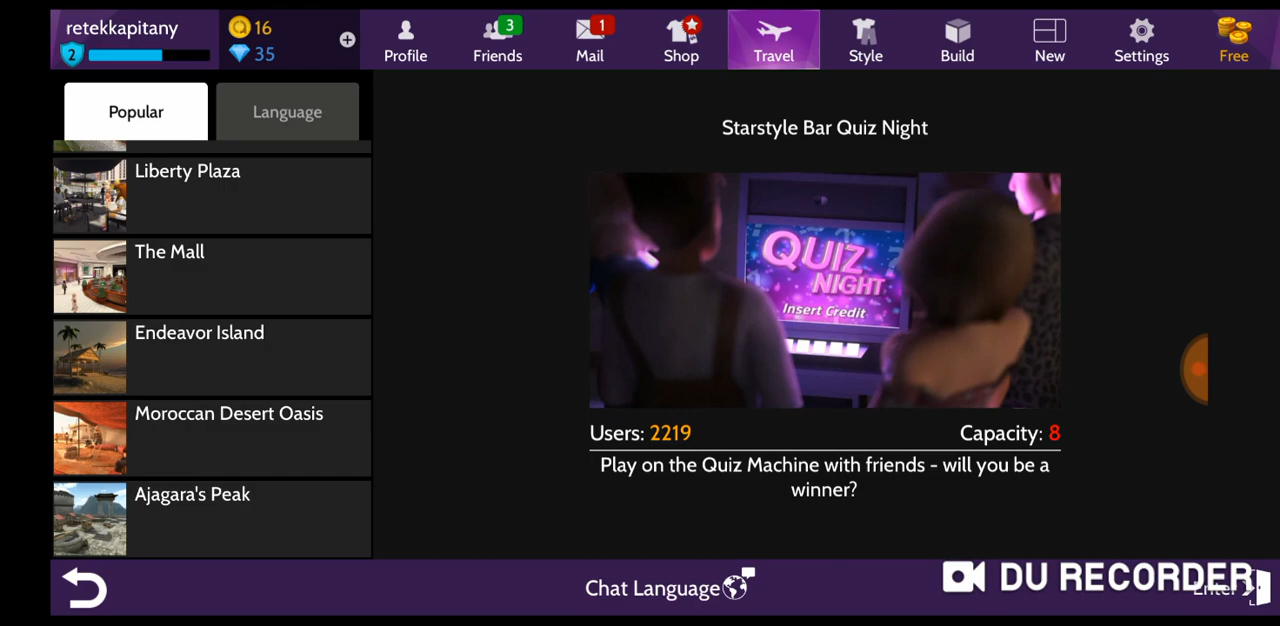 retekkapitany
2
16
35
Profile
3
Friends
1
Mail
Shop
Travel
Style
Build
New
Settings
Free
Popular
Language
Liberty Plaza
The Mall
Endeavor Island
Moroccan Desert Oasis
Ajagara's Peak
Starstyle Bar Quiz Night
QUIZ
NIGHT
Insert Credit
Users: 2219
Capacity: 8
Play on the Quiz Machine with friends - will you be a
winner?
Chat Language
DU RECORDER
Enter